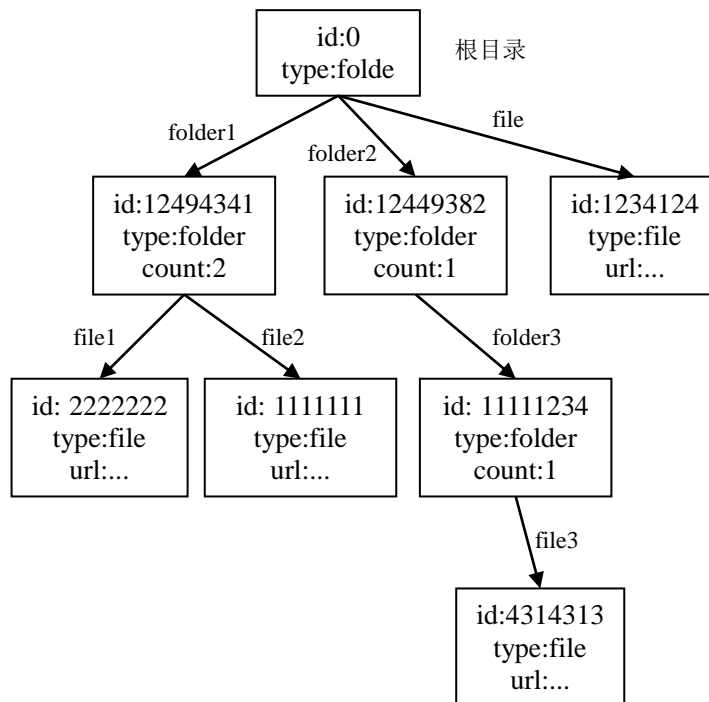 id:0
type:folde
根目录
folder1
folder2
file
id:12494341
type:folder
count:2
id:12449382
type:folder
count:1
id:1234124
type:file
url:...
file1
file2
folder3
id: 2222222
type:file
url:...
id: 1111111
type:file
url:...
id: 11111234
type:folder
count:1
file3
id:4314313
type:file
url:...